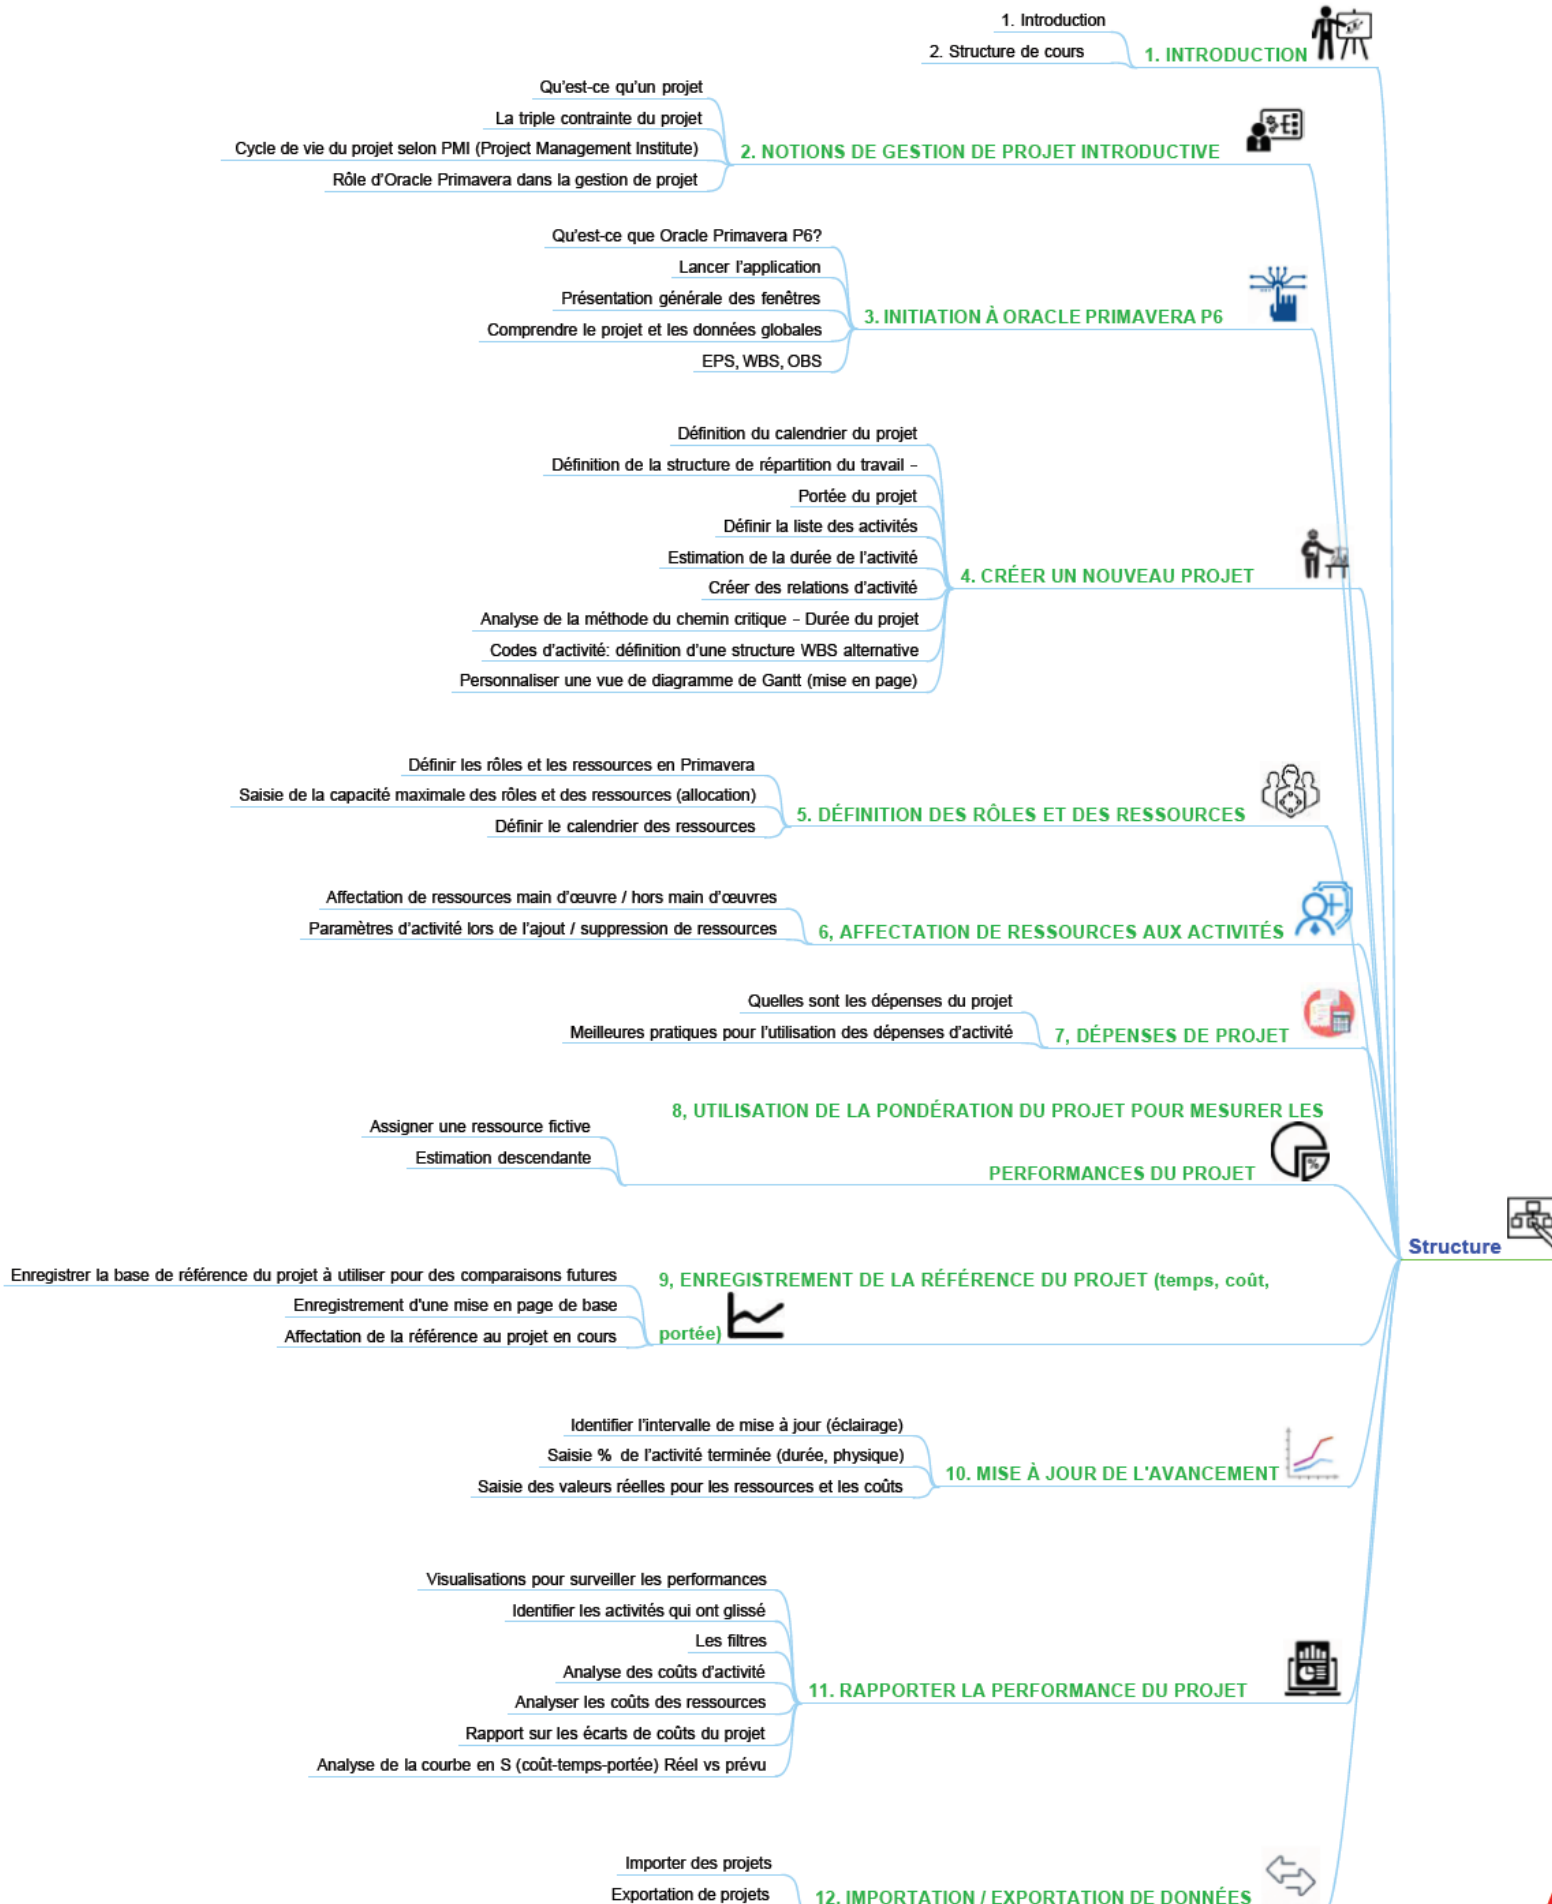 1. Introduction
2. Structure de cours
1. INTRODUCTION
Qu'est-ce qu'un projet
La triple contrainte du projet
Cycle de vie du projet selon PMI (Project Management Institute)
Rôle d'Oracle Primavera dans la gestion de projet
2. NOTIONS DE GESTION DE PROJET INTRODUCTIVE
Qu'est-ce que Oracle Primavera P6?
Lancer l'application
Présentation générale des fenêtres
Comprendre le projet et les données globales
EPS, WBS, OBS
3. INITIATION À ORACLE PRIMAVERA P6
Définition du calendrier du projet
Définition de la structure de répartition du travail –
Portée du projet
Définir la liste des activités
Estimation de la durée de l'activité
Créer des relations d'activité
Analyse de la méthode du chemin critique – Durée du projet
Codes d'activité: définition d'une structure WBS alternative
Personnaliser une vue de diagramme de Gantt (mise en page)
4. CRÉER UN NOUVEAU PROJET
Définir les rôles et les ressources en Primavera
Saisie de la capacité maximale des rôles et des ressources (allocation)
Définir le calendrier des ressources
5. DÉFINITION DES RÔLES ET DES RESSOURCES
Affectation de ressources main d'œuvre / hors main d'œuvres
Paramètres d'activité lors de l'ajout / suppression de ressources
6, AFFECTATION DE RESSOURCES AUX ACTIVITÉS
Quelles sont les dépenses du projet
Meilleures pratiques pour l'utilisation des dépenses d'activité
7, DÉPENSES DE PROJET
Assigner une ressource fictive
Estimation descendante
8, UTILISATION DE LA PONDÉRATION DU PROJET POUR MESURER LES
PERFORMANCES DU PROJET
%
Structure
Enregistrer la base de référence du projet à utiliser pour des comparaisons futures
Enregistrement d'une mise en page de base
Affectation de la référence au projet en cours
9, ENREGISTREMENT DE LA RÉFÉRENCE DU PROJET (temps, coût,
portée)
Identifier l'intervalle de mise à jour (éclairage)
Saisie % de l'activité terminée (durée, physique)
Saisie des valeurs réelles pour les ressources et les coûts
10. MISE À JOUR DE L'AVANCEMENT
Visualisations pour surveiller les performances
Identifier les activités qui ont glissé
Les filtres
Analyse des coûts d'activité
Analyser les coûts des ressources
Rapport sur les écarts de coûts du projet
Analyse de la courbe en S (coût-temps-portée) Réel vs prévu
11. RAPPORTER LA PERFORMANCE DU PROJET
Importer des projets
Exportation de projets
12. IMPORTATION / EXPORTATION DE DONNÉES